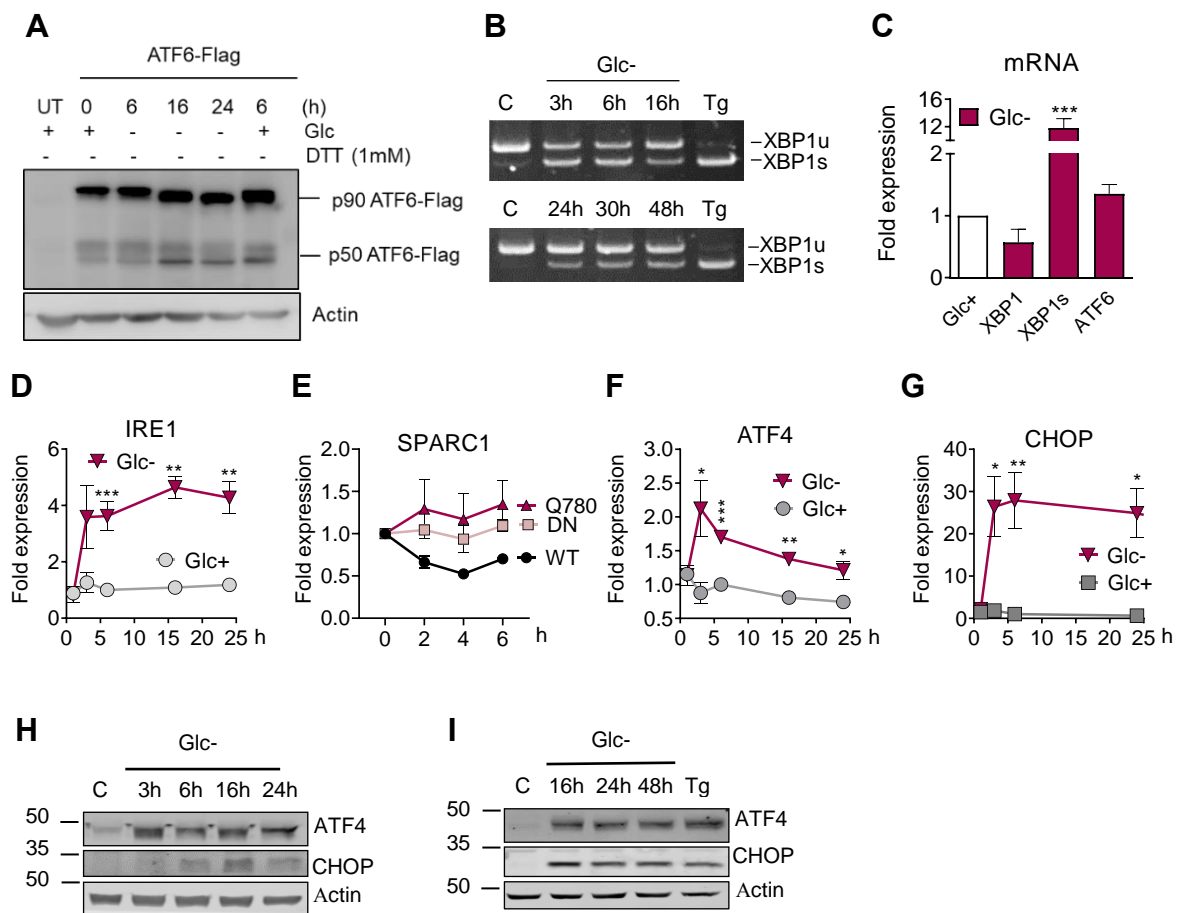 A
ATF6-Flag
UT 0 6 16 24 6 (h)
+ + - - - + Glc
- - - - - - DTT (1mM)
p90 ATF6-Flag
p50 ATF6-Flag
Actin
B
Glc-
C 3h 6h 16h Tg
XBP1u
XBP1s
C 24h 30h 48h Tg
XBP1u
XBP1s
C
mRNA
Glc-
***
Fold expression
16
12
2
1
0
Glc+ XBP1 XBP1s ATF6
D
IRE1
Glc-
*** ** **
Glc+
Fold expression
6
4
2
0
0 5 10 15 20 25 h
E
SPARC1
Q780
DN
WT
Fold expression
2.0
1.5
1.0
0.5
0.0
0 2 4 6 h
F
ATF4
Glc-
Glc+
* *** ** *
Fold expression
3.0
2.5
2.0
1.5
1.0
0.5
0 5 10 15 20 25 h
G
CHOP
* ** *
Glc-
Glc+
Fold expression
40
30
20
10
0
0 5 10 15 20 25 h
H
Glc-
C 3h 6h 16h 24h
50
ATF4
35
CHOP
50
Actin
I
Glc-
C 16h 24h 48h Tg
50
ATF4
35
CHOP
50
Actin